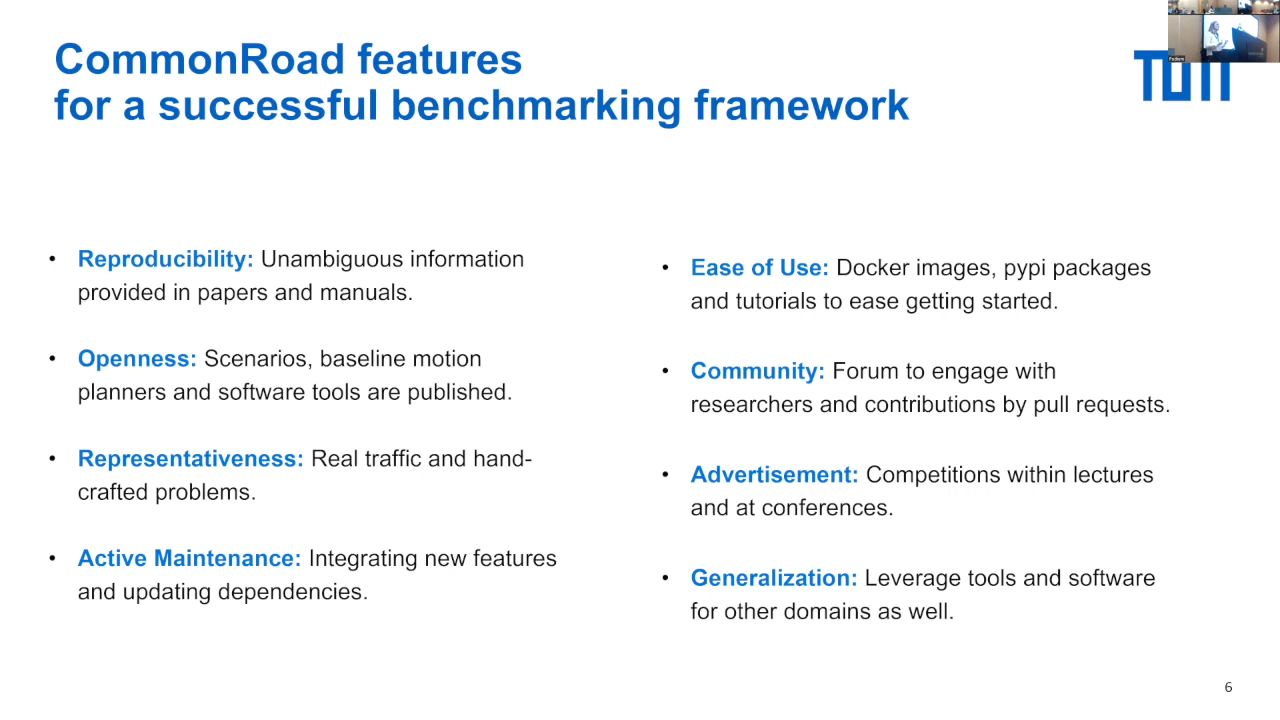 CommonRoad features
for a successful benchmarking framework
TUM
Podium
• Reproducibility: Unambiguous information
provided in papers and manuals.
• Openness: Scenarios, baseline motion
planners and software tools are published.
• Representativeness: Real traffic and hand-
crafted problems.
• Active Maintenance: Integrating new features
and updating dependencies.
• Ease of Use: Docker images, pypi packages
and tutorials to ease getting started.
• Community: Forum to engage with
researchers and contributions by pull requests.
• Advertisement: Competitions within lectures
and at conferences.
• Generalization: Leverage tools and software
for other domains as well.
6